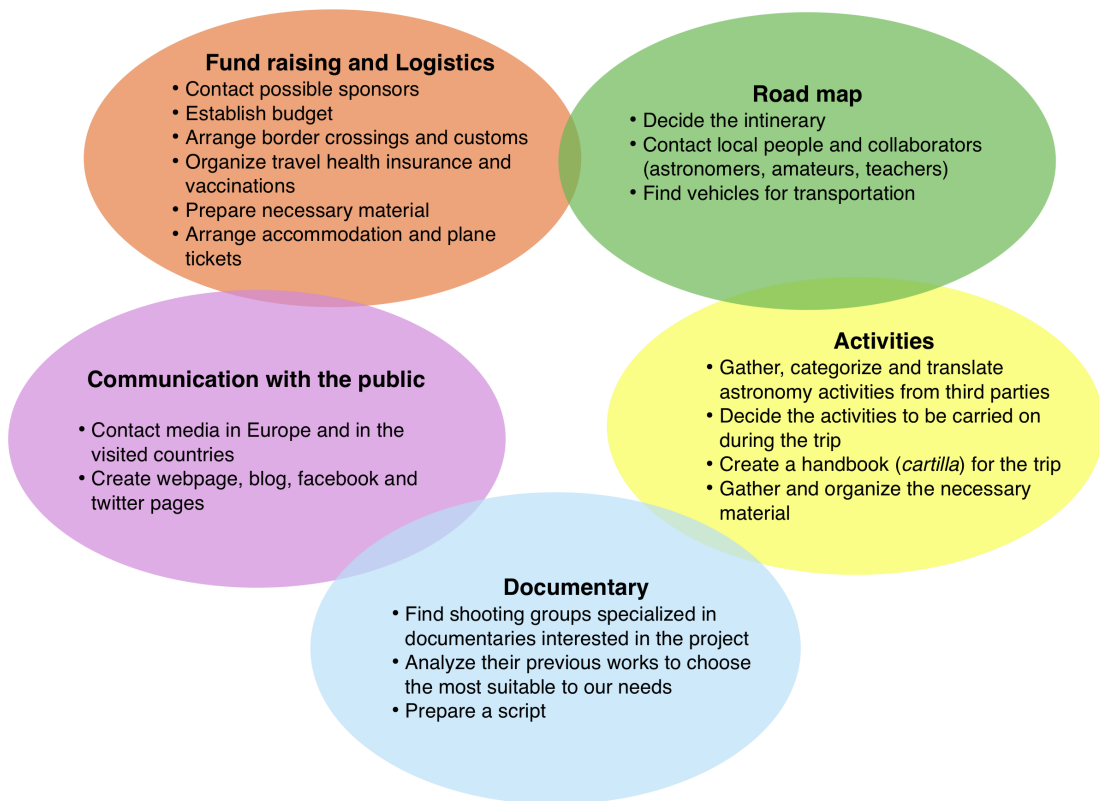 Fund raising and Logistics
• Contact possible sponsors
• Establish budget
• Arrange border crossings and customs
• Organize travel health insurance and
vaccinations
• Prepare necessary material
• Arrange accommodation and plane
tickets
Road map
• Decide the intinerary
• Contact local people and collaborators
(astronomers, amateurs, teachers)
• Find vehicles for transportation
Communication with the public
• Contact media in Europe and in the
visited countries
• Create webpage, blog, facebook and
twitter pages
Activities
• Gather, categorize and translate
astronomy activities from third parties
• Decide the activities to be carried on
during the trip
• Create a handbook (cartilla) for the trip
• Gather and organize the necessary
material
Documentary
• Find shooting groups specialized in
documentaries interested in the project
• Analyze their previous works to choose
the most suitable to our needs
• Prepare a script